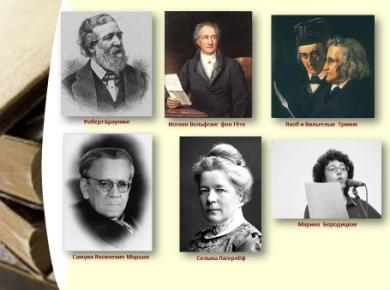 Роберт Браунинг
Иоганн Вольфганг фон Гёте
Якоб и Вильгельм Гримм
Самуил Яковлевич Маршак
Сельма Лагерлёф
Марина Бородицкая